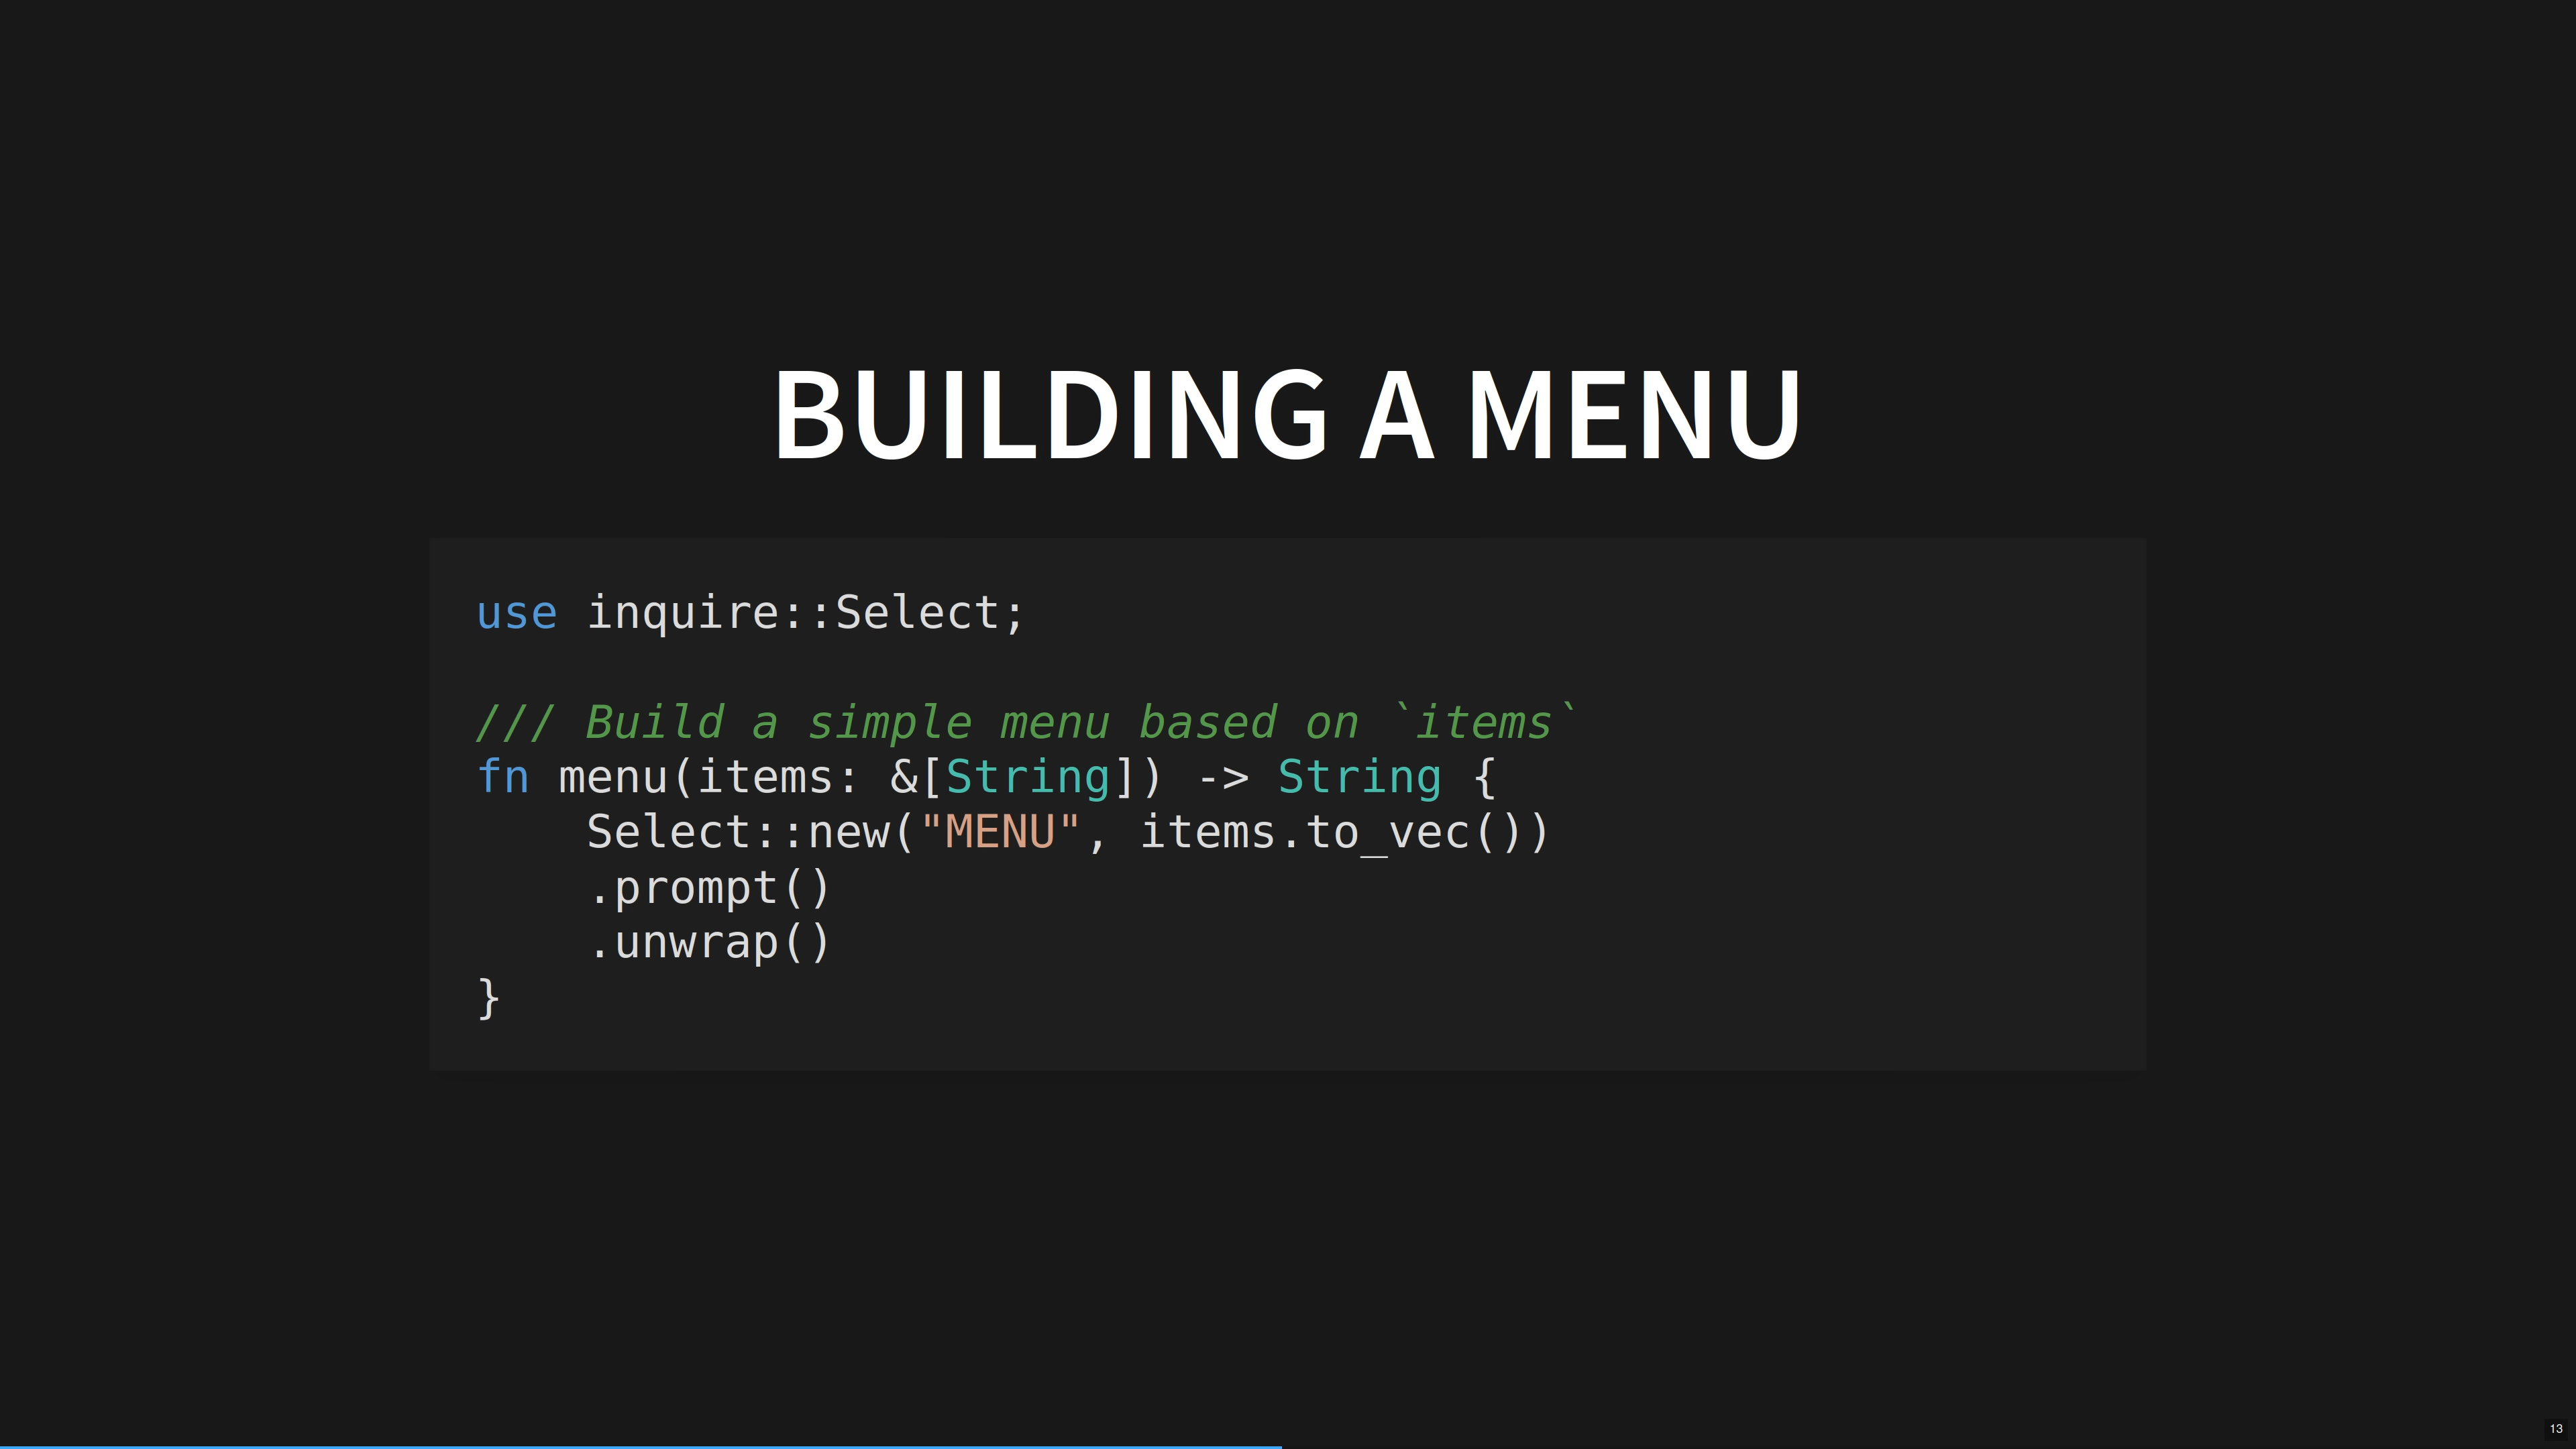 BUILDING A MENU
use inquire::Select;
/// Build a simple menu based on `items`
fn menu(items: &[String]) -> String {
    Select::new("MENU", items.to_vec())
    .prompt()
    .unwrap()
}
13